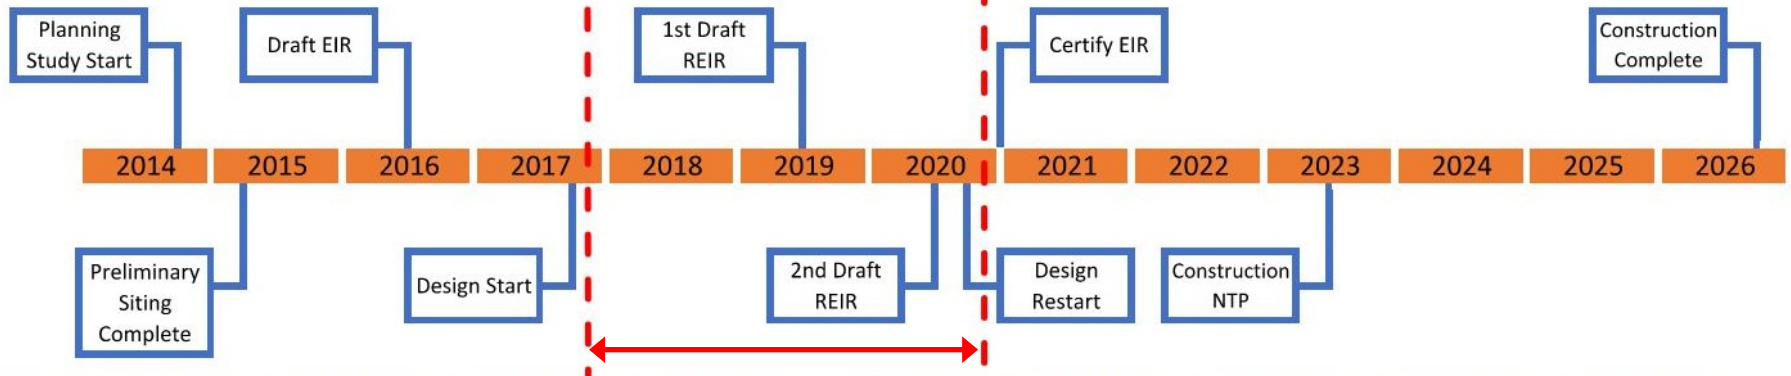 Planning
Study Start
Draft EIR
1st Draft
REIR
Certify EIR
Construction
Complete
2014 2015 2016 2017 2018 2019 2020 2021 2022 2023 2024 2025 2026
Preliminary
Siting
Complete
Design Start
2nd Draft
REIR
Design
Restart
Construction
NTP